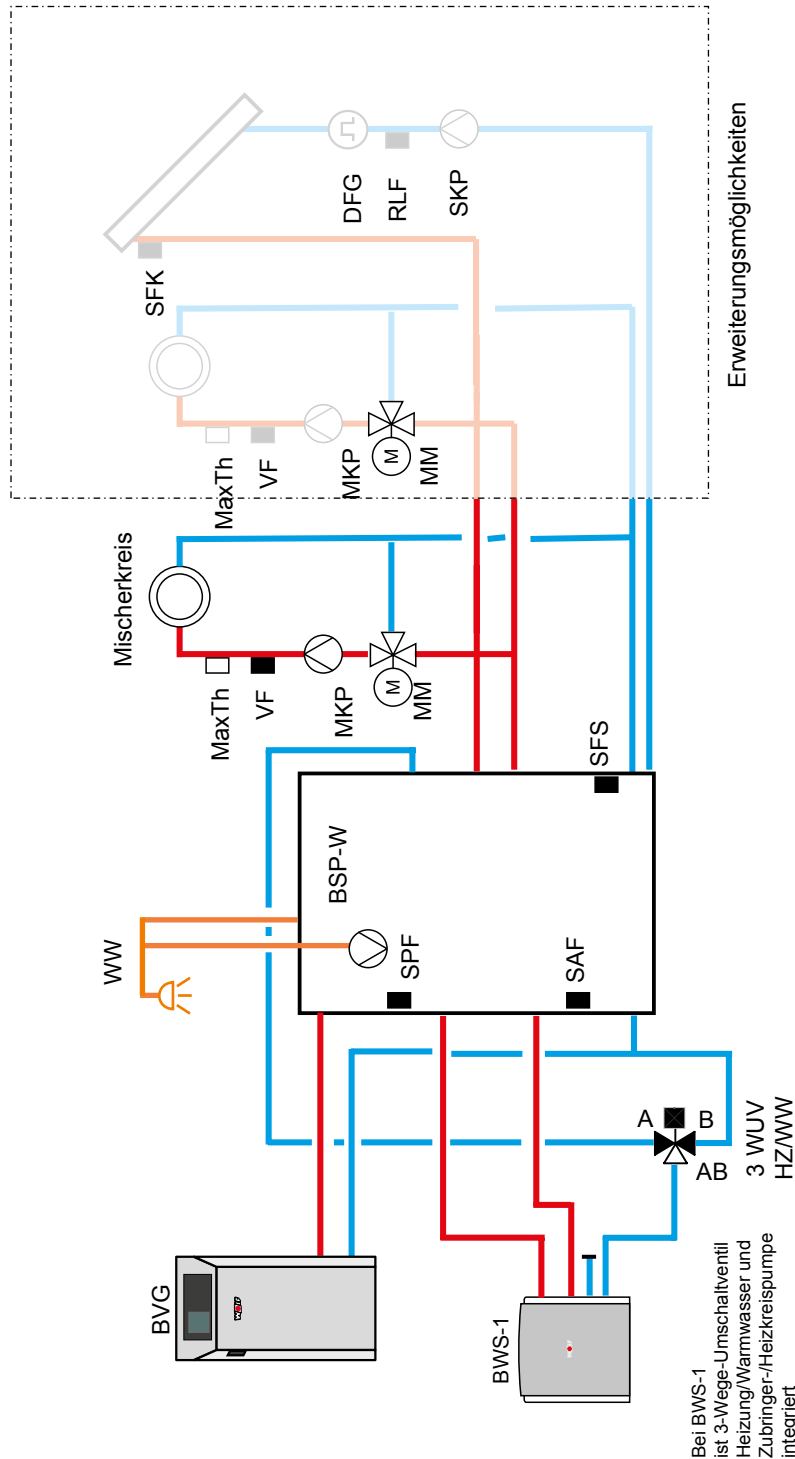 BVG
BWS-1
Bei BWS-1
ist 3-Wege-Umschaltventil
Heizung/Warmwasser und
Zubringer-/Heizkreispumpe
integriert
WW
A
B
AB
3 WUV
HZ/WW
BSP-W
SPF
SAF
SFS
Mischerkreis
MaxTh
VF
MKP
M
MM
MaxTh
VF
MKP
M
MM
SFK
DFG
RLF
SKP
Erweiterungsmöglichkeiten